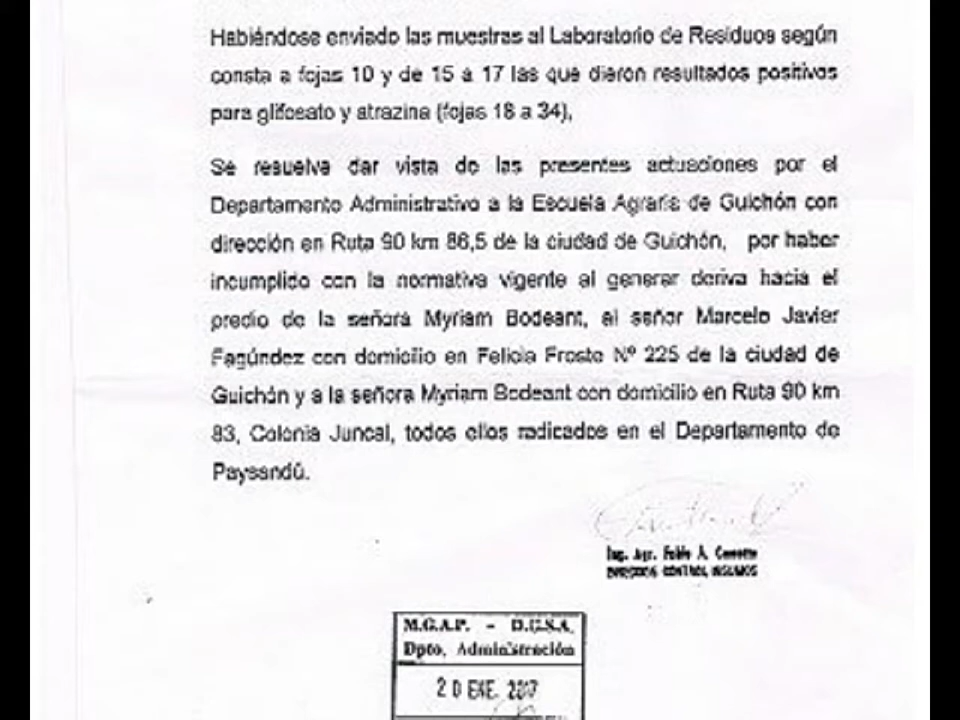 Habiéndose enviado las muestras al Laboratorio de Residuos según
consta a fojas 10 y de 15 a 17 las que dieron resultados positivos
para glifosato y atrazina (fojas 18 a 34),
Se resuelve dar vista de las presentes actuaciones por el
Departamento Administrativo a la Escuela Agraria de Guichón con
dirección en Ruta 90 km 86,5 de la ciudad de Guichón, por haber
incumplido con la normativa vigente al generar deriva hacia el
predio de la señora Myriam Bodeant, al señor Marcelo Javier
Fagúndez con domicilio en Felicia Froste Nº 225 de la ciudad de
Guichón y a la señora Myriam Bodeant con domicilio en Ruta 90 km
83, Colonia Juncal, todos ellos radicados en el Departamento de
Paysandú.
Ing. Agr. A.
CONTROL INSUMOS
M.G.A.P. - D.G.S.A.
Dpto. Administración
20 ENE. 2017